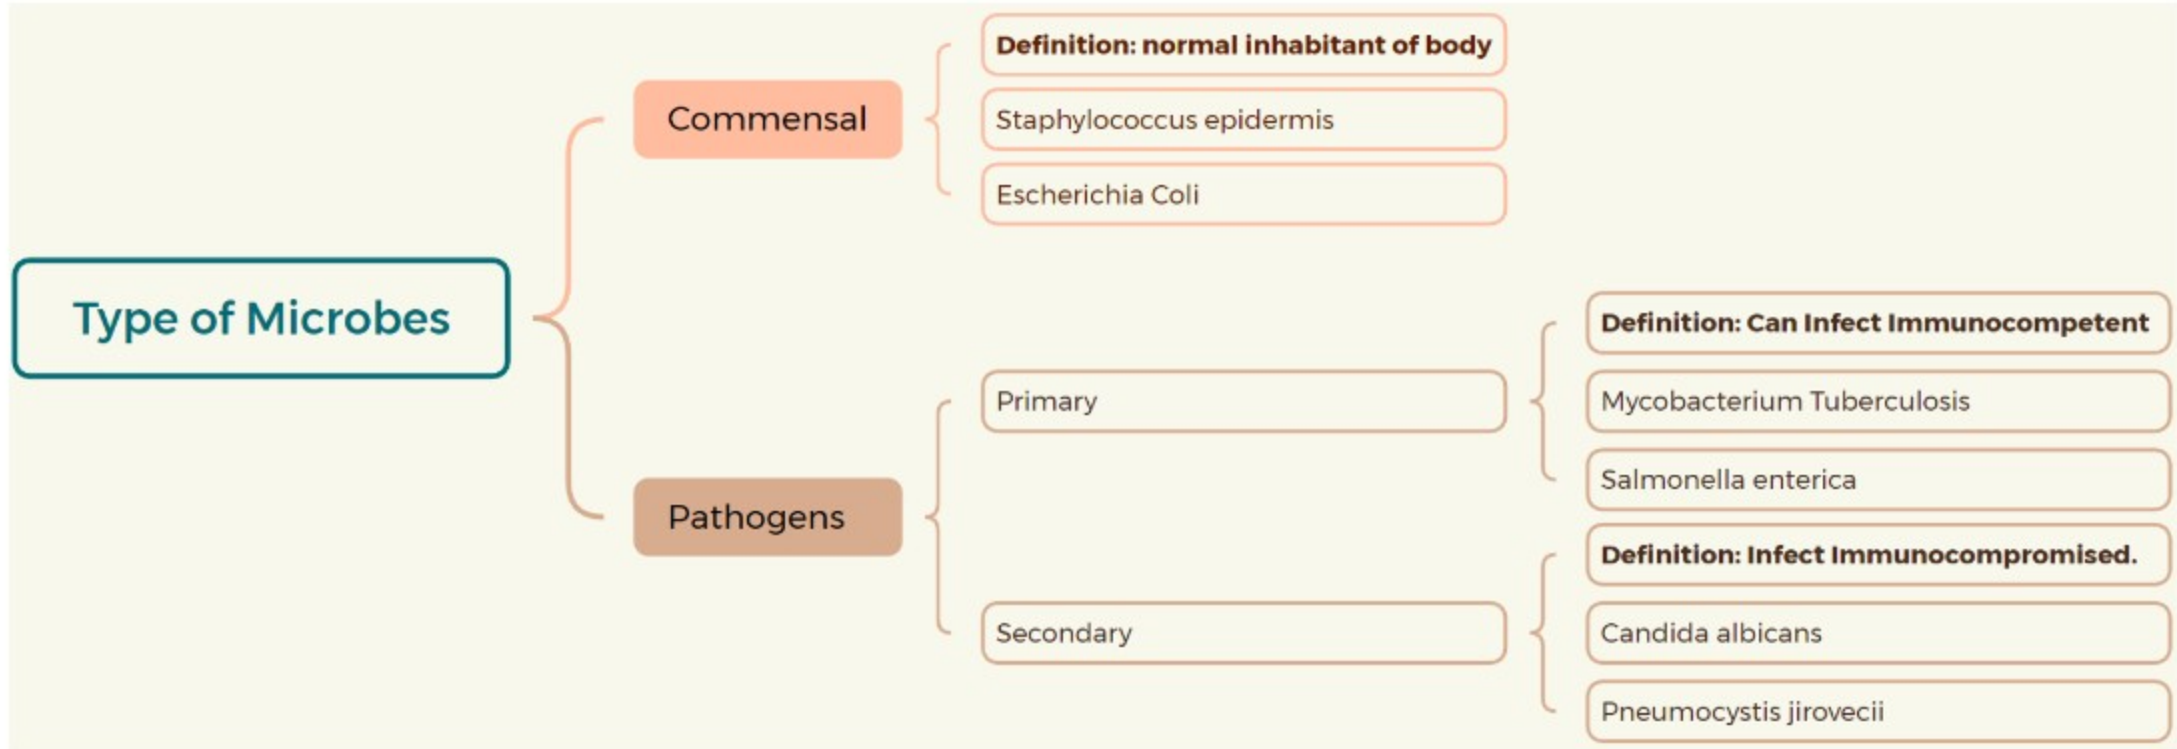 Type of Microbes
Commensal
Definition: normal inhabitant of body
Staphylococcus epidermis
Escherichia Coli
Pathogens
Primary
Definition: Can Infect Immunocompetent
Mycobacterium Tuberculosis
Salmonella enterica
Secondary
Definition: Infect Immunocompromised.
Candida albicans
Pneumocystis jirovecii